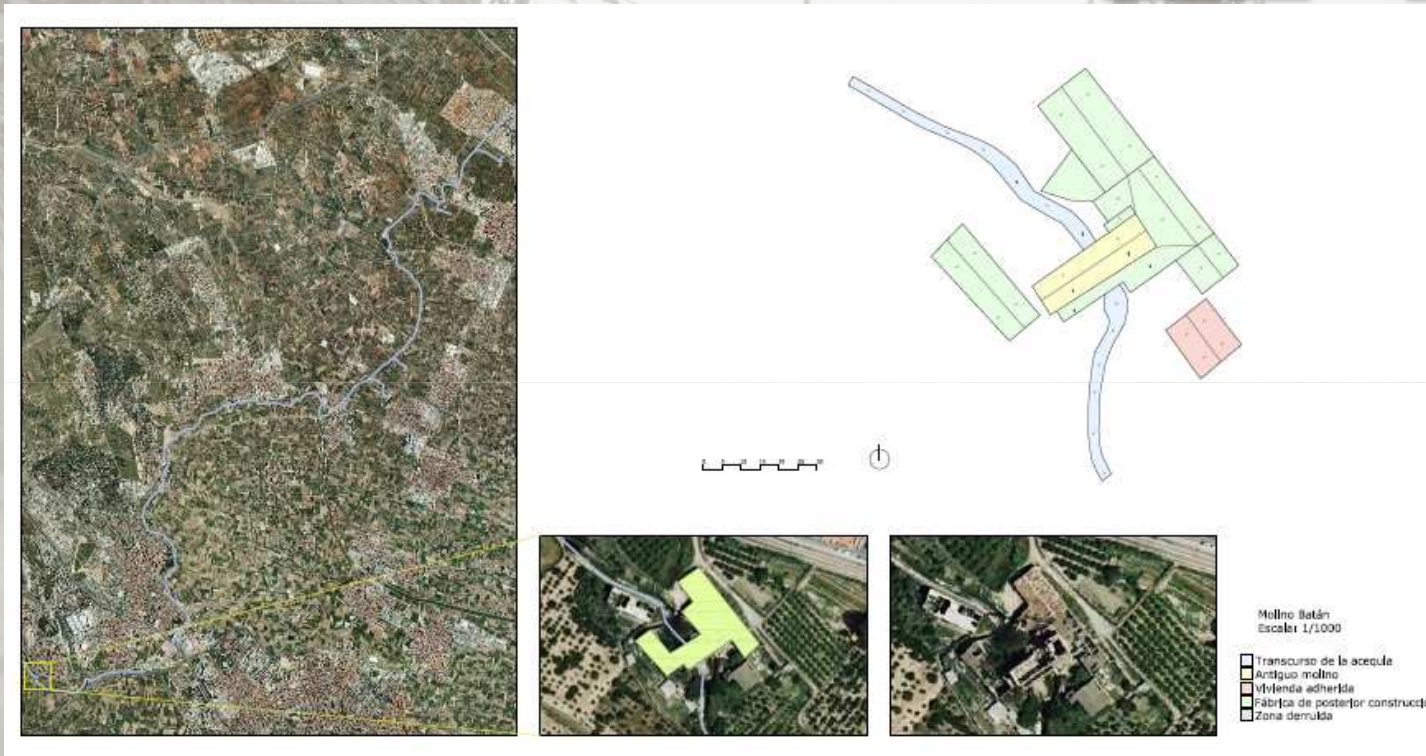 Molino Batán
Escala: 1/1000
Transcurso de la acequia
Antiguo molino
Vivienda adherida
Fábrica de posterior construcció
Zona derruida